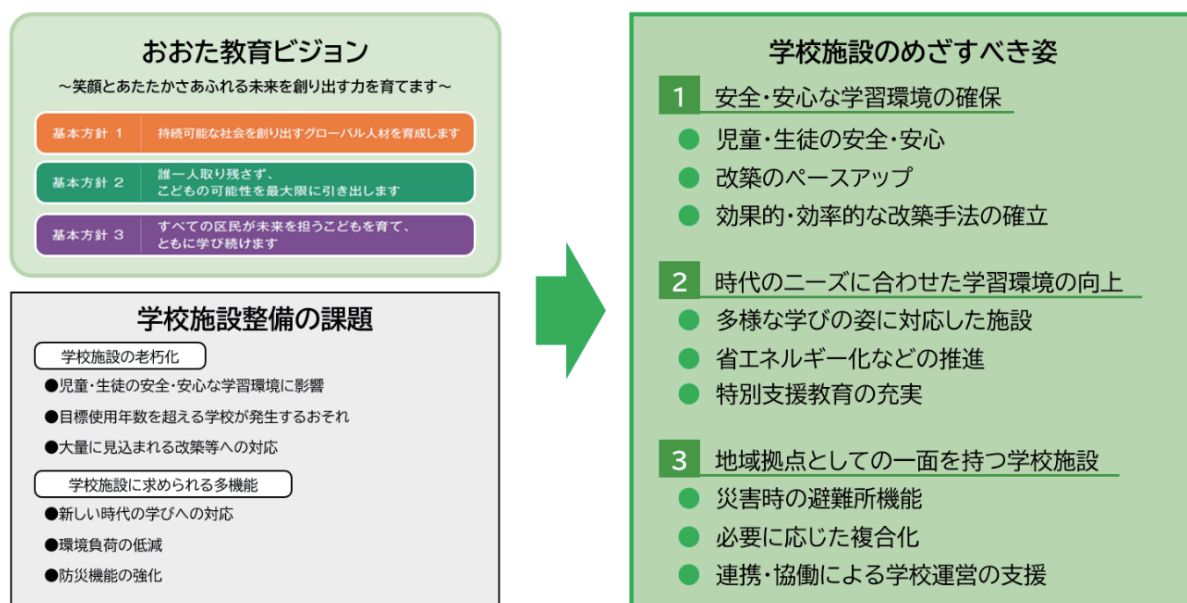 おおた教育ビジョン
～笑顔とあたたかさあふれる未来を創り出す力を育てます～
基本方針 1 持続可能な社会を創り出すグローバル人材を育成します
基本方針 2 誰一人取り残さず、
こどもの可能性を最大限に引き出します
基本方針 3 すべての区民が未来を担うこどもを育て、
ともに学び続けます
学校施設整備の課題
学校施設の老朽化
●児童・生徒の安全・安心な学習環境に影響
●目標使用年数を超える学校が発生するおそれ
●大量に見込まれる改築等への対応
学校施設に求められる多機能
●新しい時代の学びへの対応
●環境負荷の低減
●防災機能の強化
学校施設のめざすべき姿
1 安全・安心な学習環境の確保
● 児童・生徒の安全・安心
● 改築のペースアップ
● 効果的・効率的な改築手法の確立
2 時代のニーズに合わせた学習環境の向上
● 多様な学びの姿に対応した施設
● 省エネルギー化などの推進
● 特別支援教育の充実
3 地域拠点としての一面を持つ学校施設
● 災害時の避難所機能
● 必要に応じた複合化
● 連携・協働による学校運営の支援